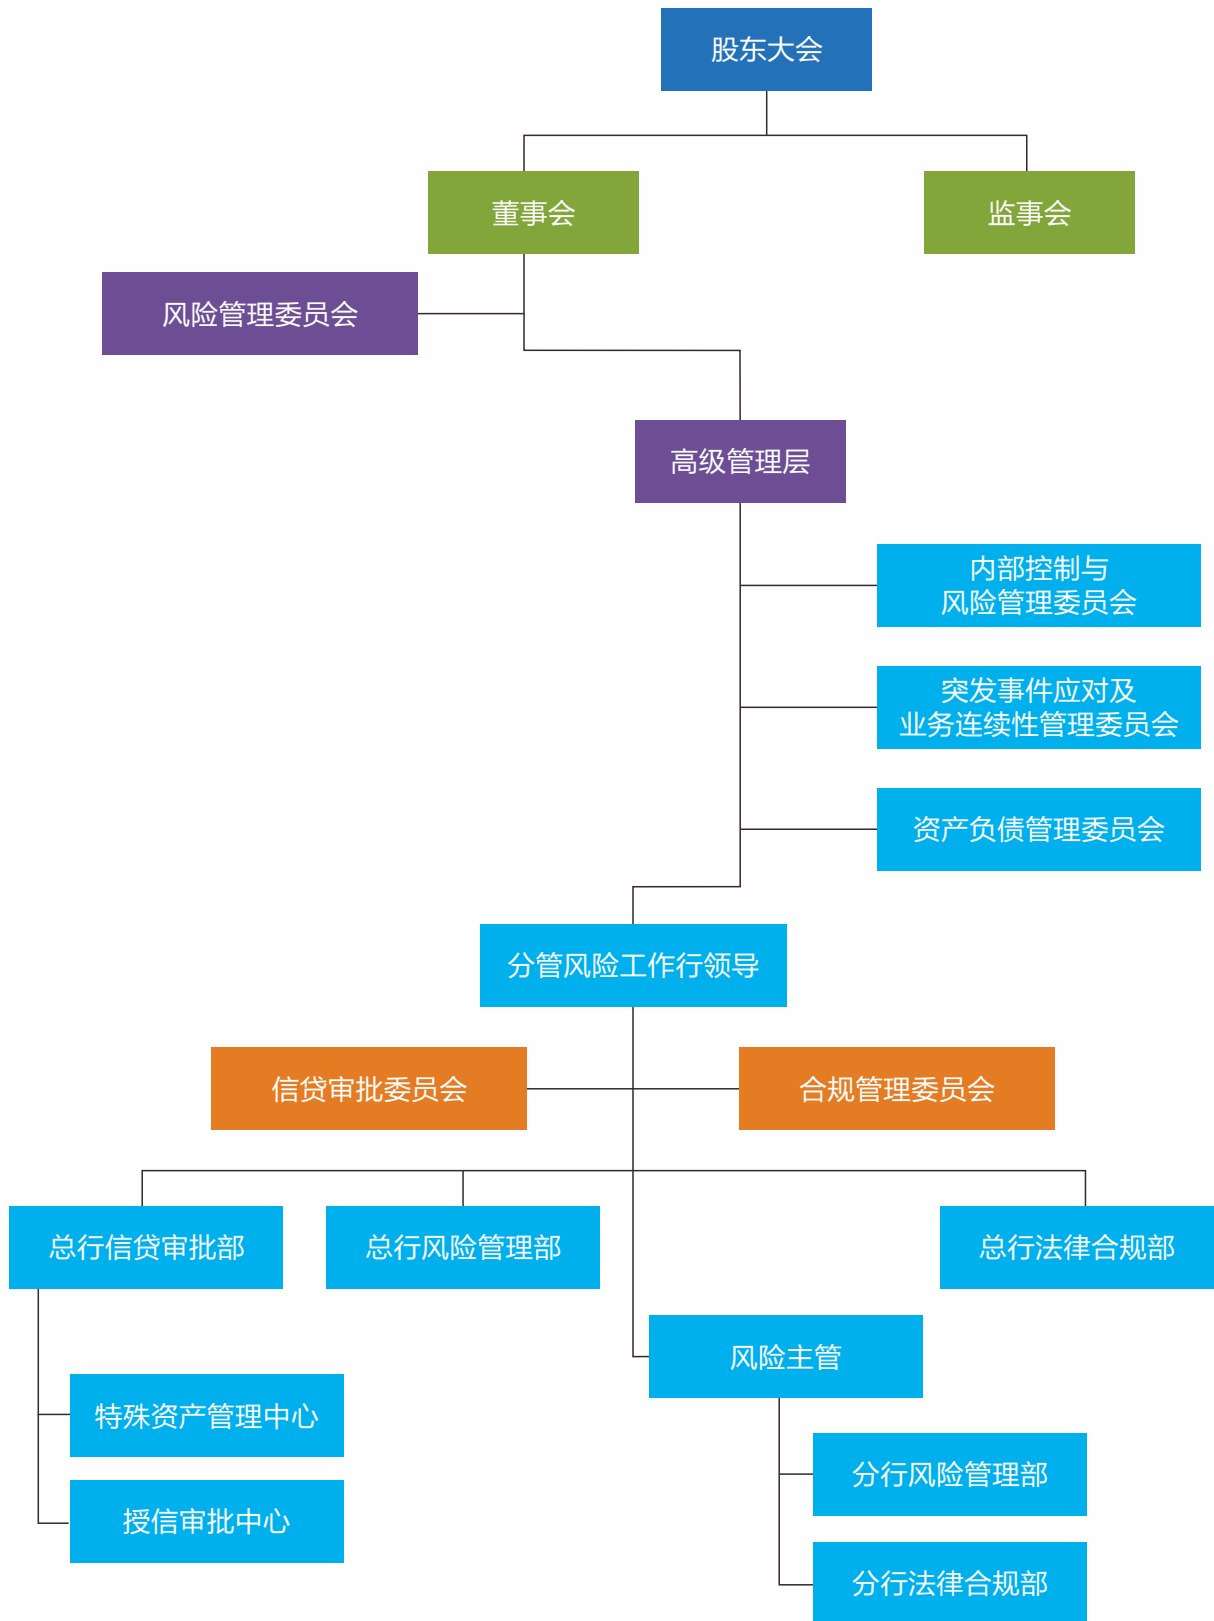 股东大会
董事会
监事会
风险管理委员会
高级管理层
内部控制与
风险管理委员会
突发事件应对及
业务连续性管理委员会
资产负债管理委员会
分管风险工作行领导
信贷审批委员会
合规管理委员会
总行信贷审批部
总行风险管理部
总行法律合规部
风险主管
特殊资产管理中心
分行风险管理部
授信审批中心
分行法律合规部